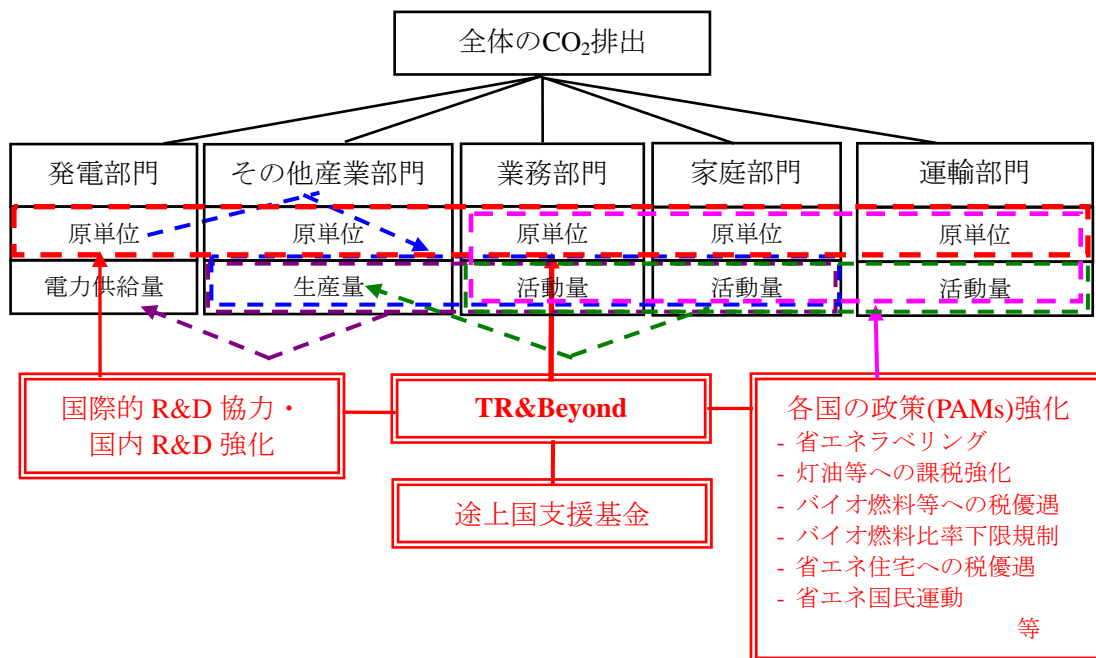 全体のCO₂排出
発電部門
その他産業部門
業務部門
家庭部門
運輸部門
原単位
原単位
原単位
原単位
原単位
電力供給量
生産量
活動量
活動量
活動量
国際的 R&D 協力・
国内 R&D 強化
TR&Beyond
途上国支援基金
各国の政策(PAMs)強化
- 省エネラベリング
- 灯油等への課税強化
- バイオ燃料等への税優遇
- バイオ燃料比率下限規制
- 省エネ住宅への税優遇
- 省エネ国民運動
等